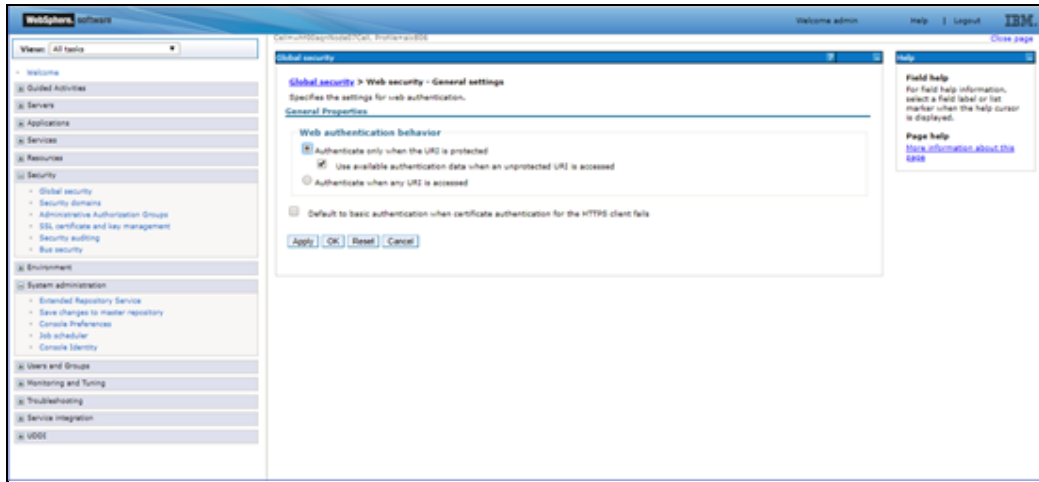 WebSphere. software
Welcome admin
Help | Logout
IBM.
View: All tasks
Welcome
Guided Activities
Servers
Applications
Services
Resources
Security
Global security
Security domains
Administrative Authorization Groups
SSL certificate and key management
Security auditing
Bus security
Environment
System administration
Extended Repository Service
Save changes to master repository
Console Preferences
Job scheduler
Console Identity
Users and Groups
Monitoring and Tuning
Troubleshooting
Service integration
UDDI
Close page
Global security
?
Global security > Web security - General settings
Specifies the settings for web authentication.
General Properties
Web authentication behavior
Authenticate only when the URI is protected
Use available authentication data when an unprotected URI is accessed
Authenticate when any URI is accessed
Default to basic authentication when certificate authentication for the HTTPS client fails
Apply OK Reset Cancel
Help
Field help
For field help information,
select a field label or list
marker when the help cursor
is displayed.
Page help
More information about this
page